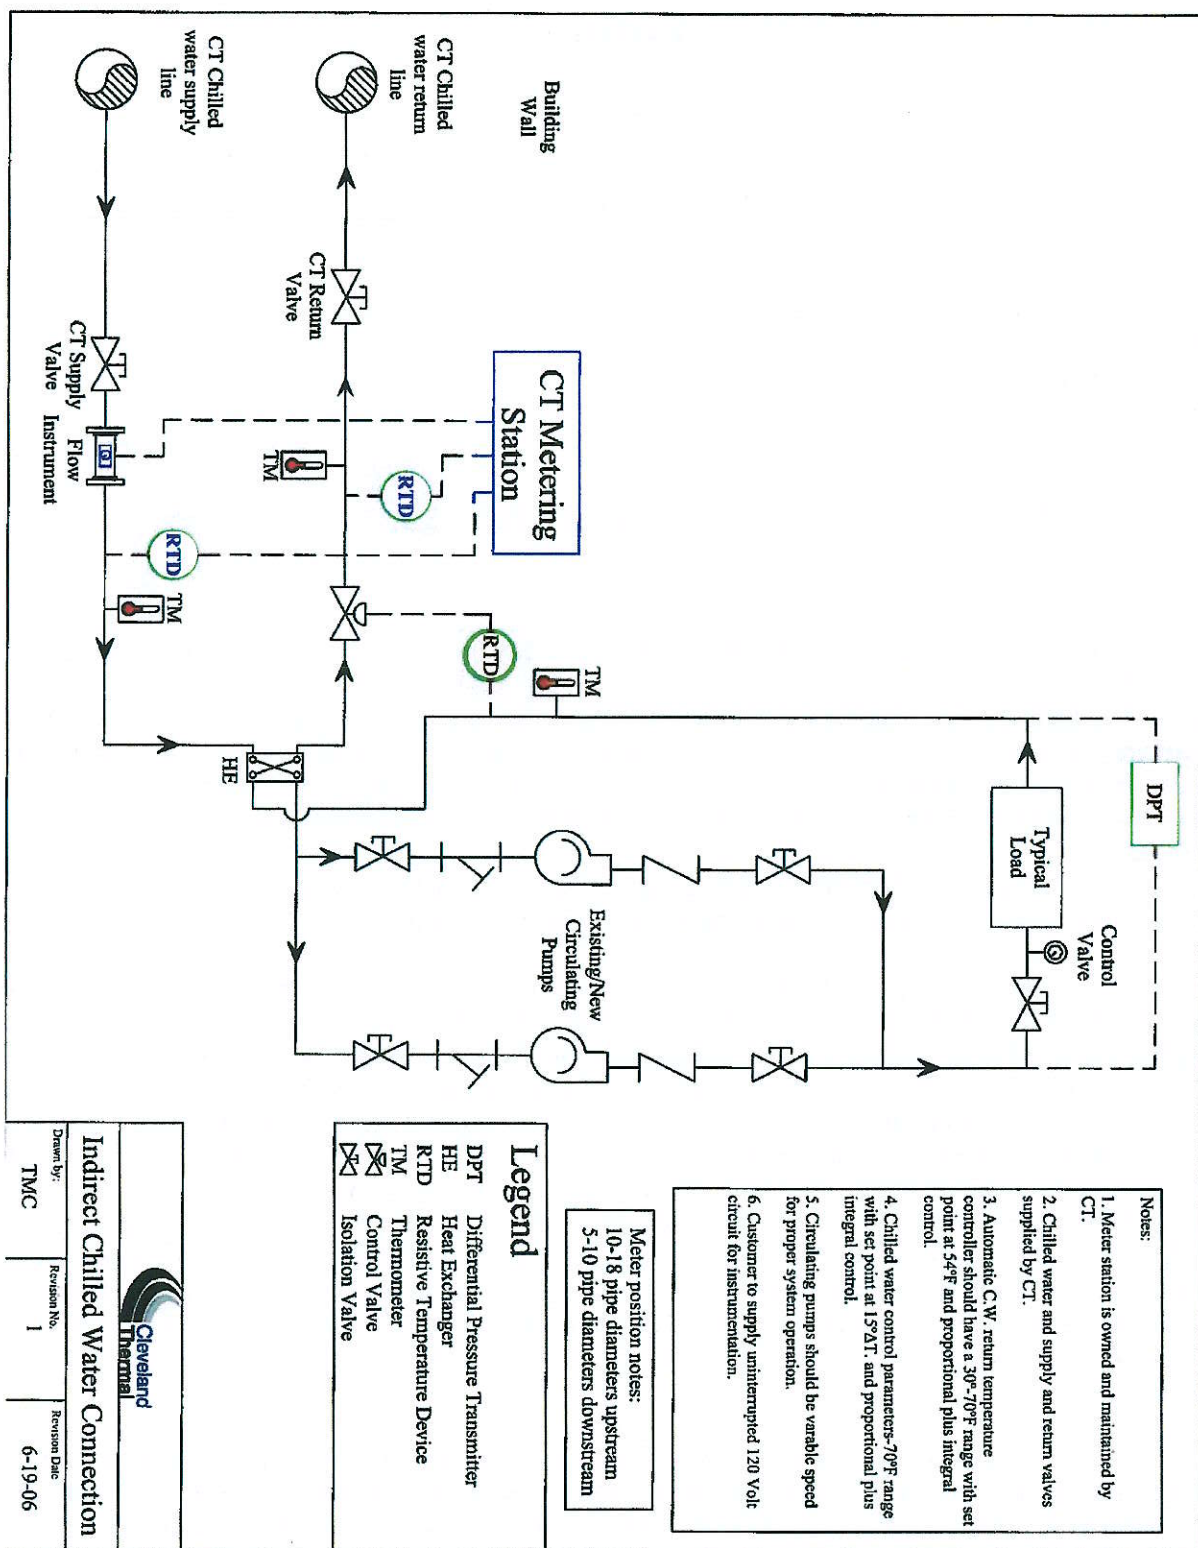 CT Chilled
water supply
line
CT Chilled
water return
line
Building
Wall
CT Supply
Valve
Flow
Instrument
CT Return
Valve
CT Metering
Station
TM
RTD
RTD
TM
RTD
TM
HE
DPT
Typical
Load
Control
Valve
Existing/New
Circulating
Pumps
Notes:
1. Meter station is owned and maintained by
CT.
2. Chilled water and supply and return valves
supplied by CT.
3. Automatic C.W. return temperature
controller should have a 30°-70°F range with set
point at 54°F and proportional plus integral
control.
4. Chilled water control parameters-70°F range
with set point at 15°ΔT. and proportional plus
integral control.
5. Circulating pumps should be varable speed
for proper system operation.
6. Customer to supply uninterrupted 120 Volt
circuit for instrumentation.
Meter position notes:
10-18 pipe diameters upstream
5-10 pipe diameters downstream
Legend
DPT Differential Pressure Transmitter
HE Heat Exchanger
RTD Resistive Temperature Device
TM Thermometer
Control Valve
Isolation Valve
Cleveland
Thermal
Indirect Chilled Water Connection
Drawn by:
TMC
Revision No.
1
Revision Date
6-19-06